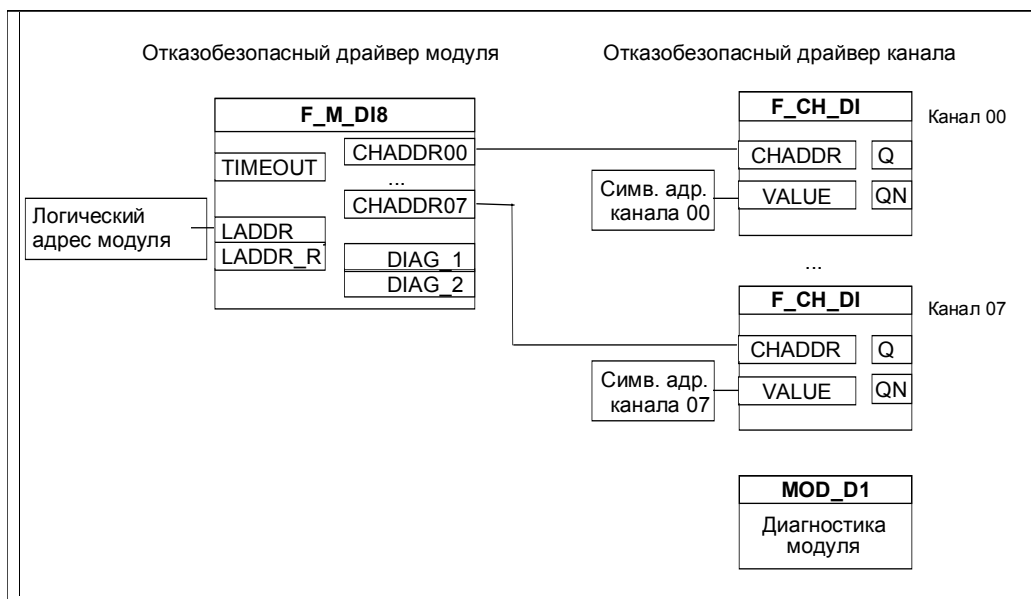 Отказобезопасный драйвер модуля
Отказобезопасный драйвер канала
F_M_DI8
TIMEOUT
CHADDR00
...
CHADDR07
Логический
адрес модуля
LADDR
LADDR_R
DIAG_1
DIAG_2
F_CH_DI
Канал 00
CHADDR
Q
Симв. адр.
канала 00
VALUE
QN
...
F_CH_DI
Канал 07
CHADDR
Q
Симв. адр.
канала 07
VALUE
QN
MOD_D1
Диагностика
модуля